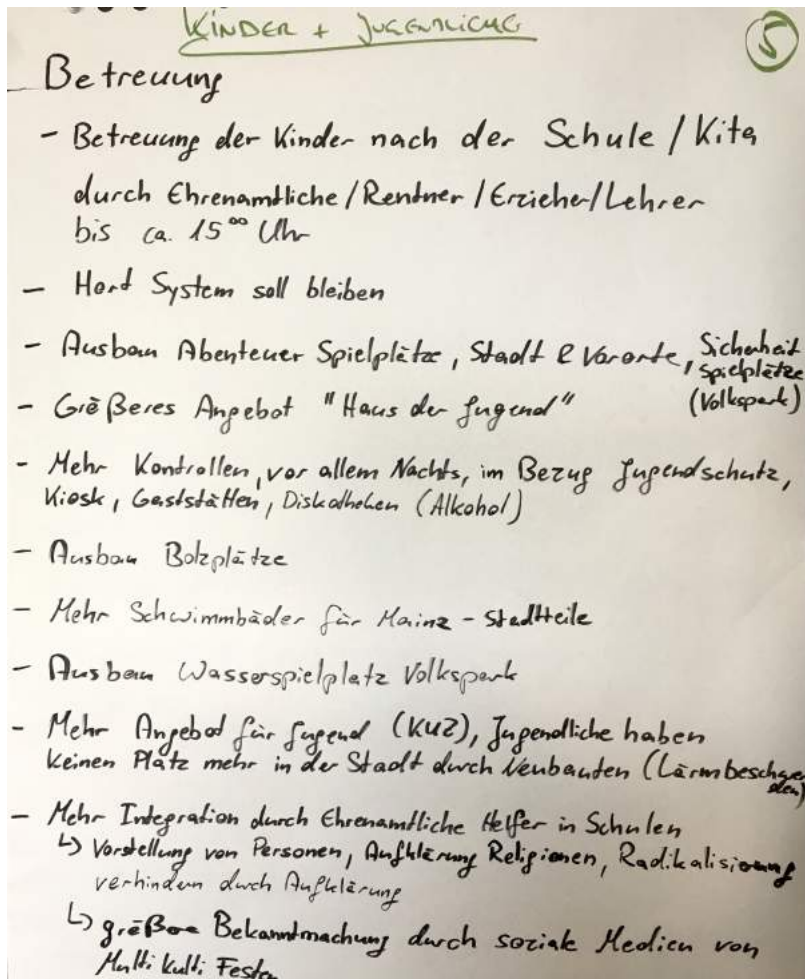 KINDER + JUGENDLICHE
5
Betreuung
- Betreuung der Kinder nach der Schule / Kita
durch Ehrenamtliche / Rentner / Erzieher / Lehrer
bis ca. 15⁰⁰ Uhr
- Hort System soll bleiben
- Ausbau Abenteuer Spielplätze, Stadt & Vororte, Sicherheit
Spielplätze
(Volkspark)
- Größeres Angebot "Haus der Jugend"
- Mehr Kontrollen, vor allem Nachts, im Bezug Jugendschutz,
Kiosk, Gaststätten, Diskotheken (Alkohol)
- Ausbau Bolzplätze
- Mehr Schwimmbäder für Mainz - Stadtteile
- Ausbau Wasserspielplatz Volkspark
- Mehr Angebot für Jugend (KUZ), Jugendliche haben
keinen Platz mehr in der Stadt durch Neubauten (Lärmbeschwer
den)
- Mehr Integration durch Ehrenamtliche Helfer in Schulen
↳ Vorstellung von Personen, Aufklärung Religionen, Radikalisierung
verhindern durch Aufklärung
↳ größere Bekanntmachung durch soziale Medien von
Multi Kulti Festen